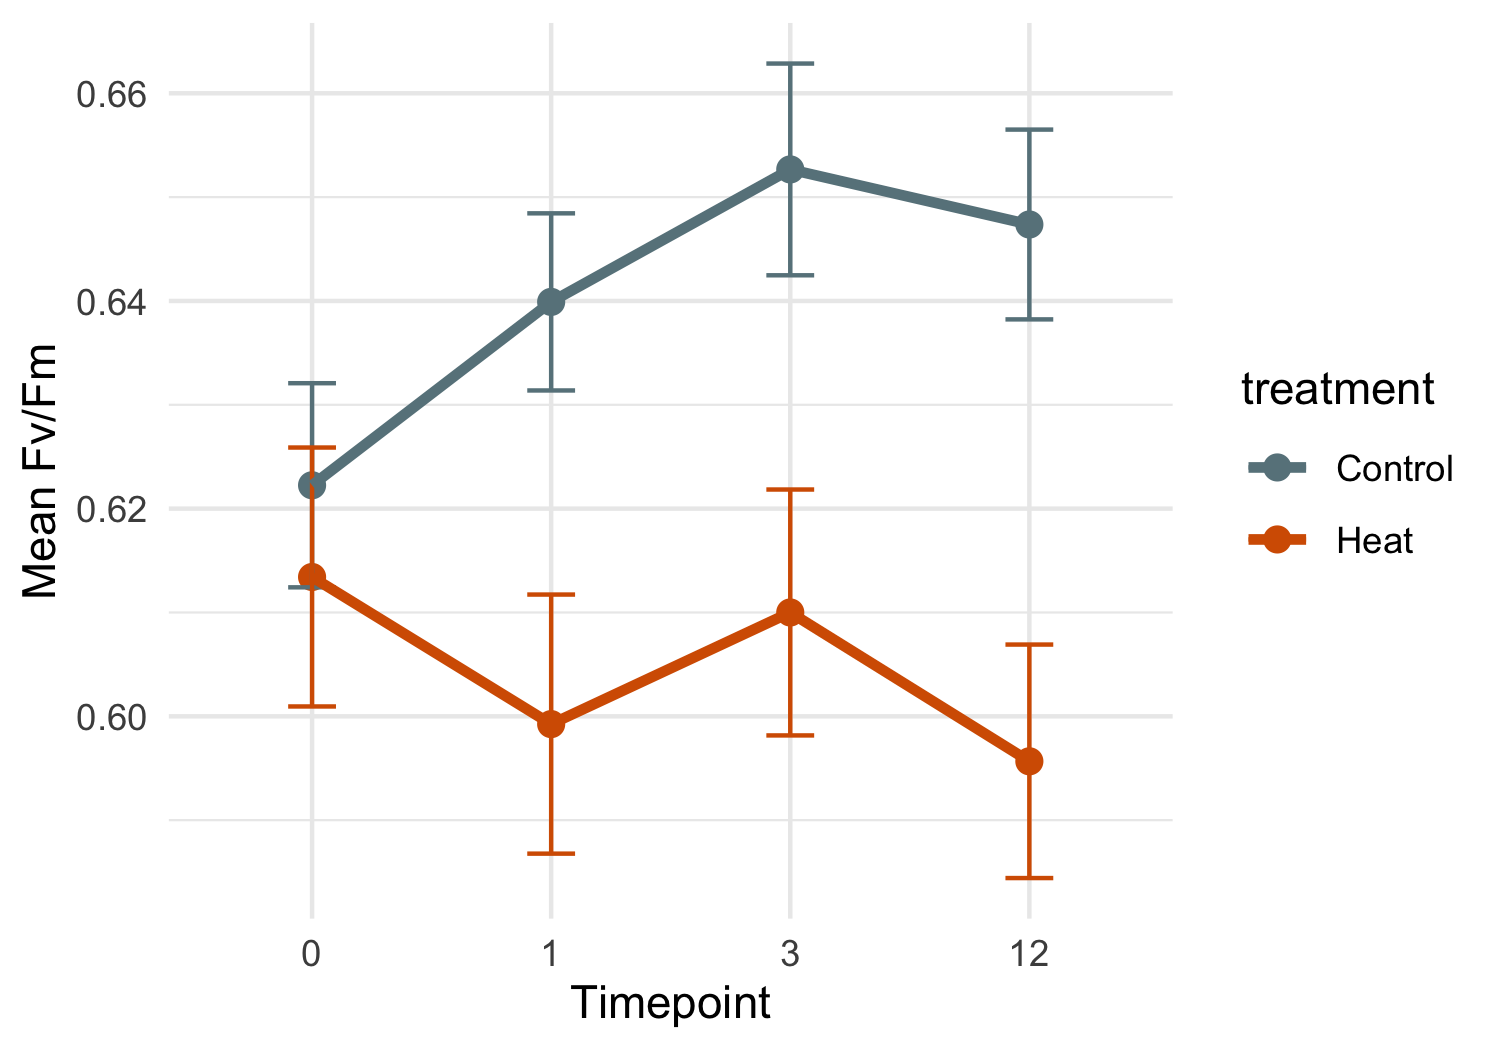 Mean Fv/Fm
0.66
0.64
0.62
0.60
0 1 3 12
Timepoint
treatment
Control
Heat